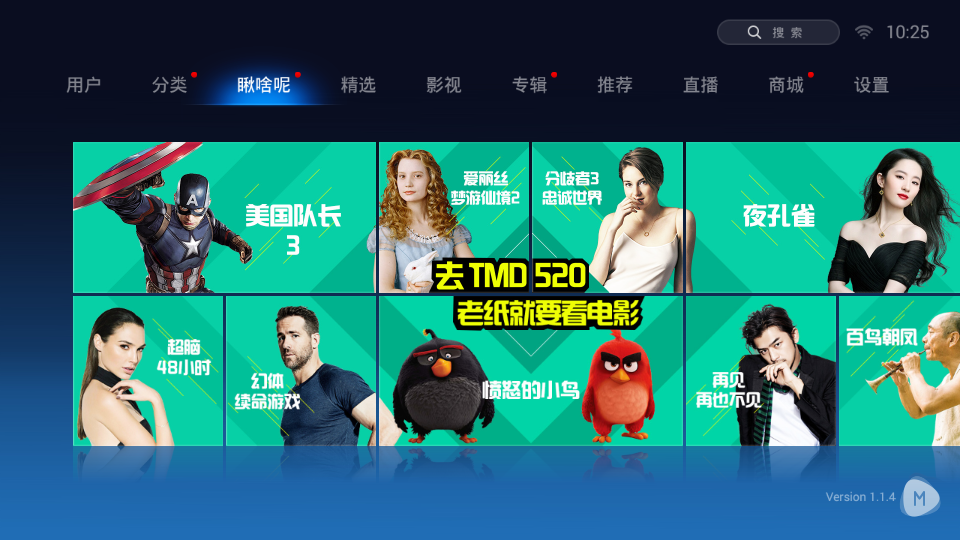 搜索
10:25
用户
分类
瞅啥呢
精选
影视
专辑
推荐
直播
商城
设置
A
美国队长
3
爱丽丝
梦游仙境2
分歧者3
忠诚世界
夜孔雀
去TMD 520
老纸就要看电影
超脑
48小时
幻体
续命游戏
愤怒的小鸟
再见
再也不见
百鸟朝凤
Version 1.1.4
M